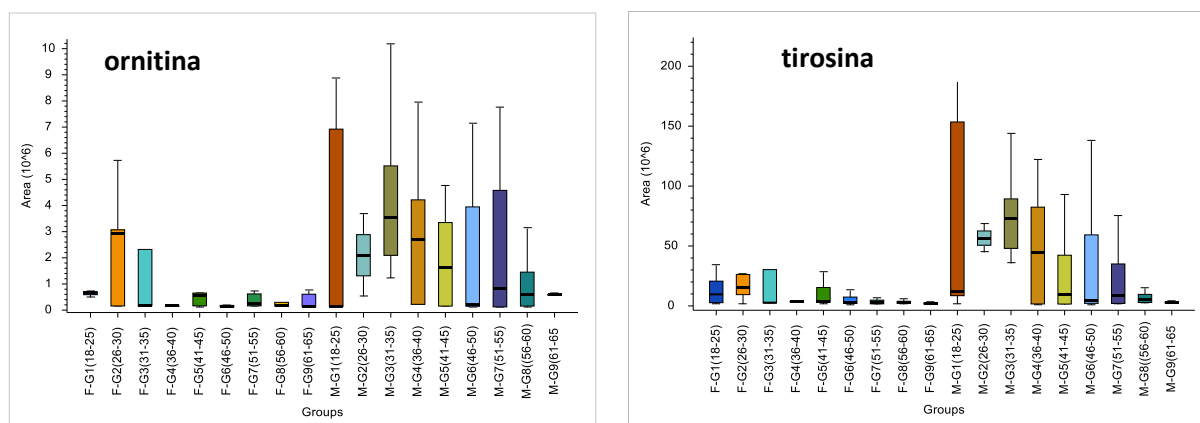 ornitina
Area (10^6)
10
9
8
7
6
5
4
3
2
1
0
F-G1(18-25)
F-G2(26-30)
F-G3(31-35)
F-G4(36-40)
F-G5(41-45)
F-G6(46-50)
F-G7(51-55)
F-G8(56-60)
F-G9(61-65)
M-G1(18-25)
M-G2(26-30)
M-G3(31-35)
M-G4(36-40)
M-G5(41-45)
M-G6(46-50)
M-G7(51-55)
M-G8((56-60)
M-G9(61-65)
Groups
tirosina
Area (10^6)
200
150
100
50
0
F-G1(18-25)
F-G2(26-30)
F-G3(31-35)
F-G4(36-40)
F-G5(41-45)
F-G6(46-50)
F-G7(51-55)
F-G8(56-60)
F-G9(61-65)
M-G1(18-25)
M-G2(26-30)
M-G3(31-35)
M-G4(36-40)
M-G5(41-45)
M-G6(46-50)
M-G7(51-55)
M-G8((56-60)
M-G9(61-65
Groups